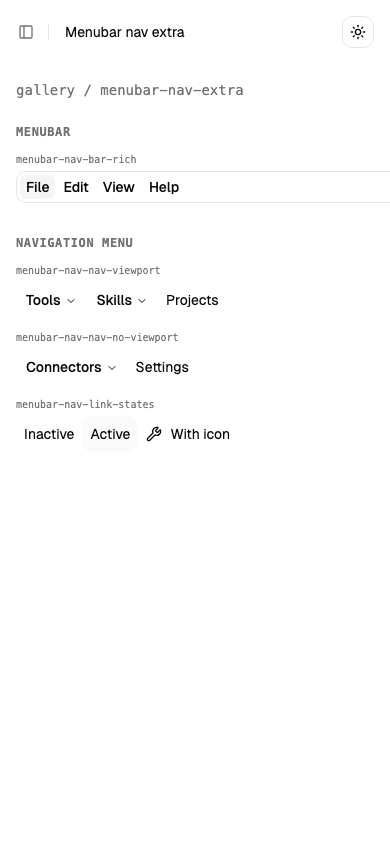 Menubar nav extra
gallery / menubar-nav-extra
MENUBAR
menubar-nav-bar-rich
File Edit View Help
NAVIGATION MENU
menubar-nav-nav-viewport
Tools Skills Projects
menubar-nav-nav-no-viewport
Connectors Settings
menubar-nav-link-states
Inactive Active With icon